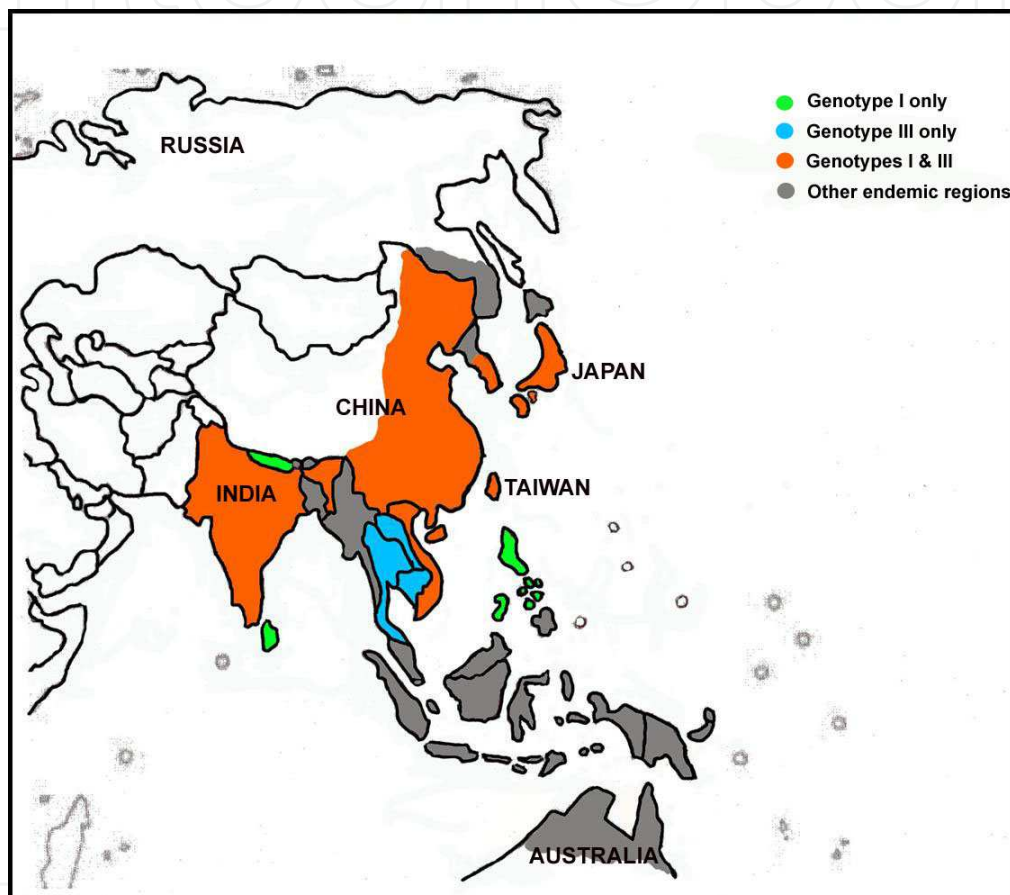 Genotype I only
Genotype III only
Genotypes I & III
Other endemic regions
RUSSIA
JAPAN
CHINA
INDIA
TAIWAN
AUSTRALIA